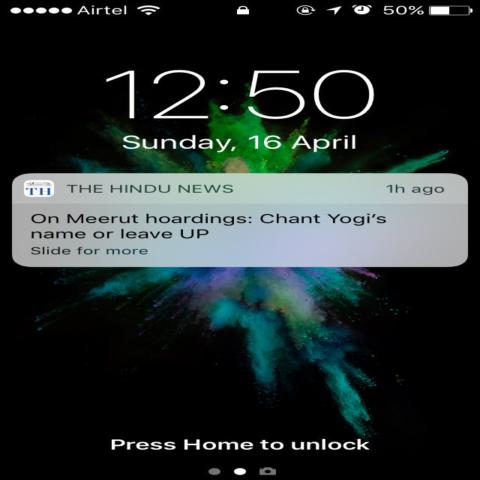 Airtel 50%
12:50
Sunday, 16 April
TH THE HINDU NEWS 1h ago
On Meerut hoardings: Chant Yogi's
name or leave UP
Slide for more
Press Home to unlock